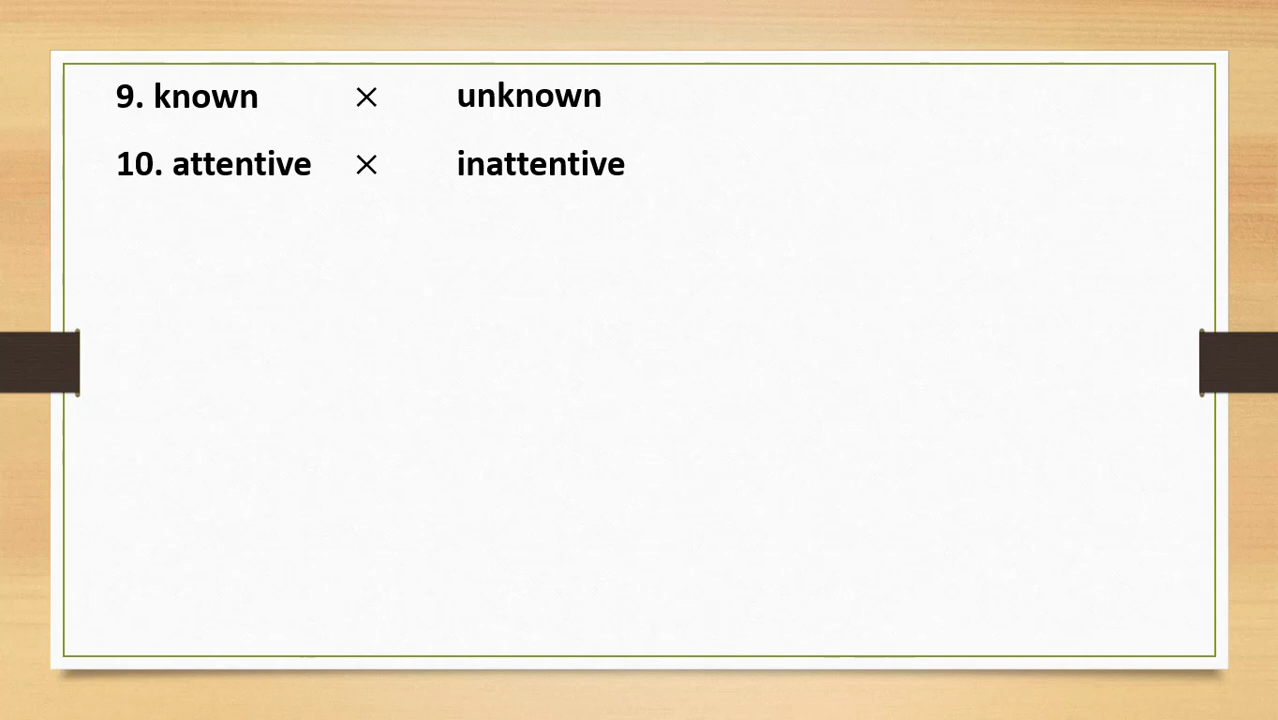 9. known × unknown
10. attentive × inattentive